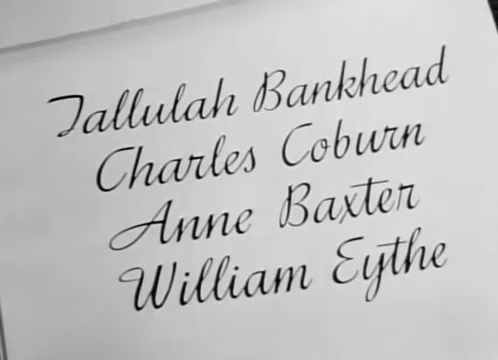 Tallulah Bankhead
Charles Coburn
Anne Baxter
William Eythe